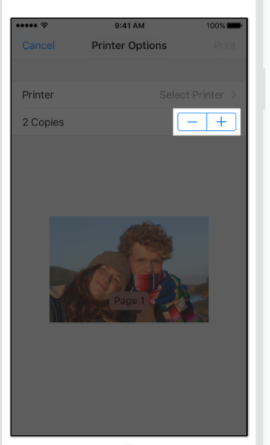 9:41 AM 100%
Cancel Printer Options Print
Printer Select Printer >
2 Copies − +
Page 1